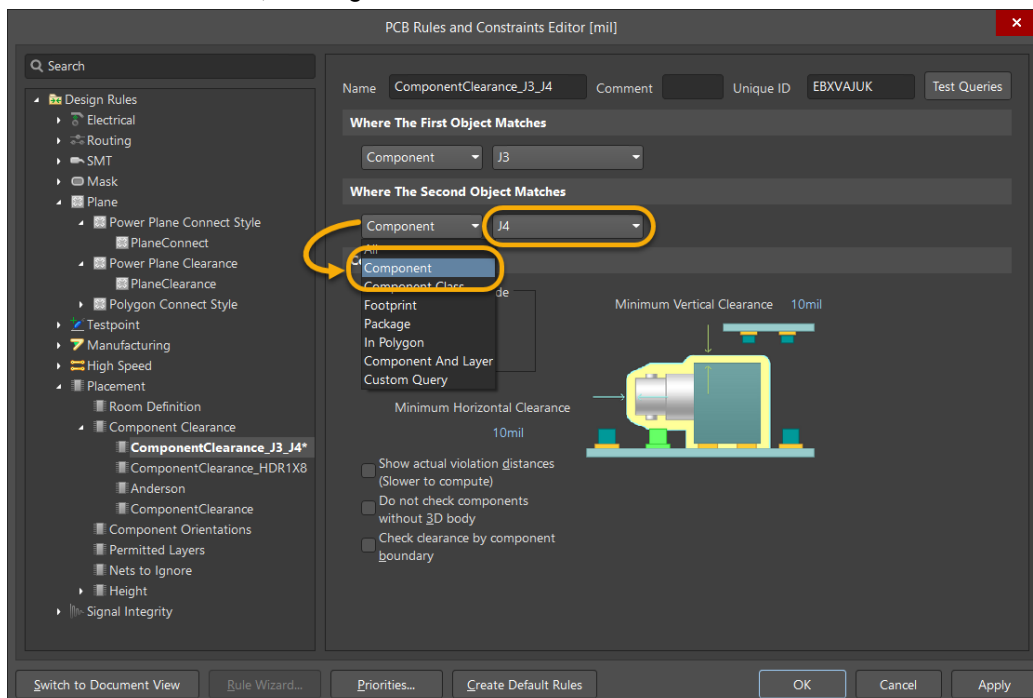 PCB Rules and Constraints Editor [mil]
Search
Design Rules
Electrical
Routing
SMT
Mask
Plane
Power Plane Connect Style
PlaneConnect
Power Plane Clearance
PlaneClearance
Polygon Connect Style
Testpoint
Manufacturing
High Speed
Placement
Room Definition
Component Clearance
ComponentClearance_J3_J4*
ComponentClearance_HDR1X8
Anderson
ComponentClearance
Component Orientations
Permitted Layers
Nets to Ignore
Height
Signal Integrity
Name ComponentClearance_J3_J4 Comment Unique ID EBXVAJUK Test Queries
Where The First Object Matches
Component J3
Where The Second Object Matches
Component J4
All
Component
Component Class
Footprint
Package
In Polygon
Component And Layer
Custom Query
Minimum Vertical Clearance 10mil
Minimum Horizontal Clearance
10mil
Show actual violation distances
(Slower to compute)
Do not check components
without 3D body
Check clearance by component
boundary
Switch to Document View Rule Wizard... Priorities... Create Default Rules OK Cancel Apply